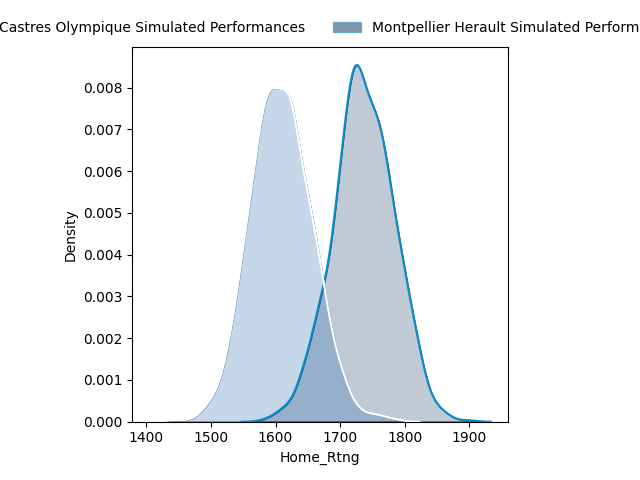 Castres Olympique Simulated Performances
Montpellier Herault Simulated Perform
0.008
0.007
0.006
0.005
0.004
0.003
0.002
0.001
0.000
Density
1400 1500 1600 1700 1800 1900
Home_Rtng